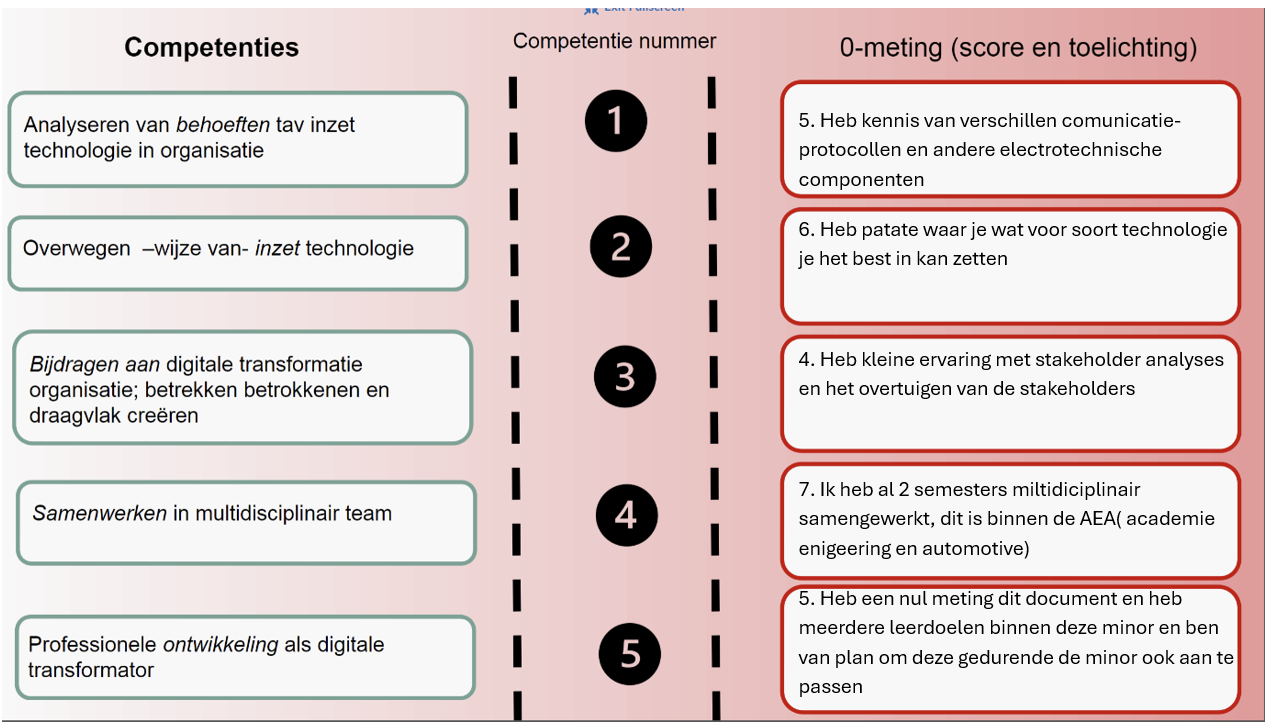 Exit Fullscreen
Competenties
Competentie nummer
0-meting (score en toelichting)
Analyseren van behoeften tav inzet
technologie in organisatie
1
5. Heb kennis van verschillen comunicatie-
protocollen en andere electrotechnische
componenten
Overwegen –wijze van- inzet technologie
2
6. Heb patate waar je wat voor soort technologie
je het best in kan zetten
Bijdragen aan digitale transformatie
organisatie; betrekken betrokkenen en
draagvlak creëren
3
4. Heb kleine ervaring met stakeholder analyses
en het overtuigen van de stakeholders
Samenwerken in multidisciplinair team
4
7. Ik heb al 2 semesters miltidiciplinair
samengewerkt, dit is binnen de AEA( academie
enigeering en automotive)
Professionele ontwikkeling als digitale
transformator
5
5. Heb een nul meting dit document en heb
meerdere leerdoelen binnen deze minor en ben
van plan om deze gedurende de minor ook aan te
passen